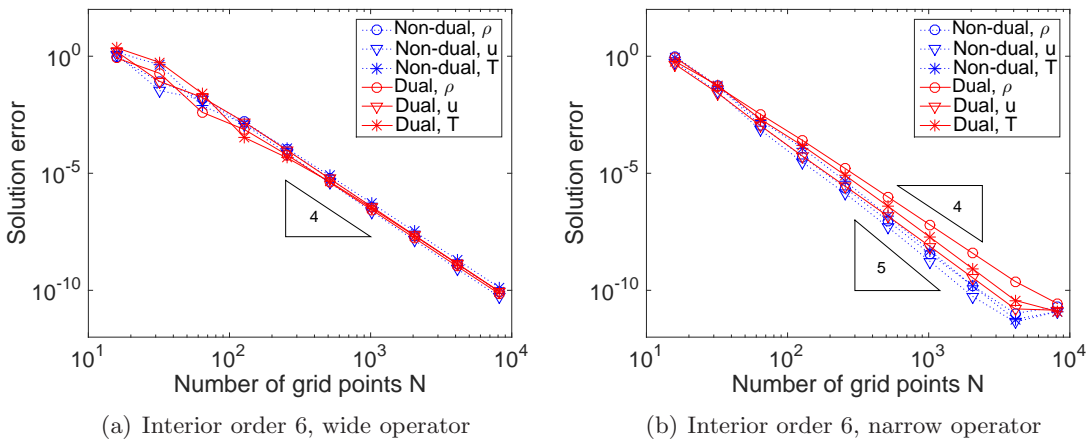 Solution error
10^0
10^-5
10^-10
Non-dual, ρ
Non-dual, u
Non-dual, T
Dual, ρ
Dual, u
Dual, T
4
10^1 10^2 10^3 10^4
Number of grid points N
(a) Interior order 6, wide operator
Solution error
10^0
10^-5
10^-10
Non-dual, ρ
Non-dual, u
Non-dual, T
Dual, ρ
Dual, u
Dual, T
4
5
10^1 10^2 10^3 10^4
Number of grid points N
(b) Interior order 6, narrow operator